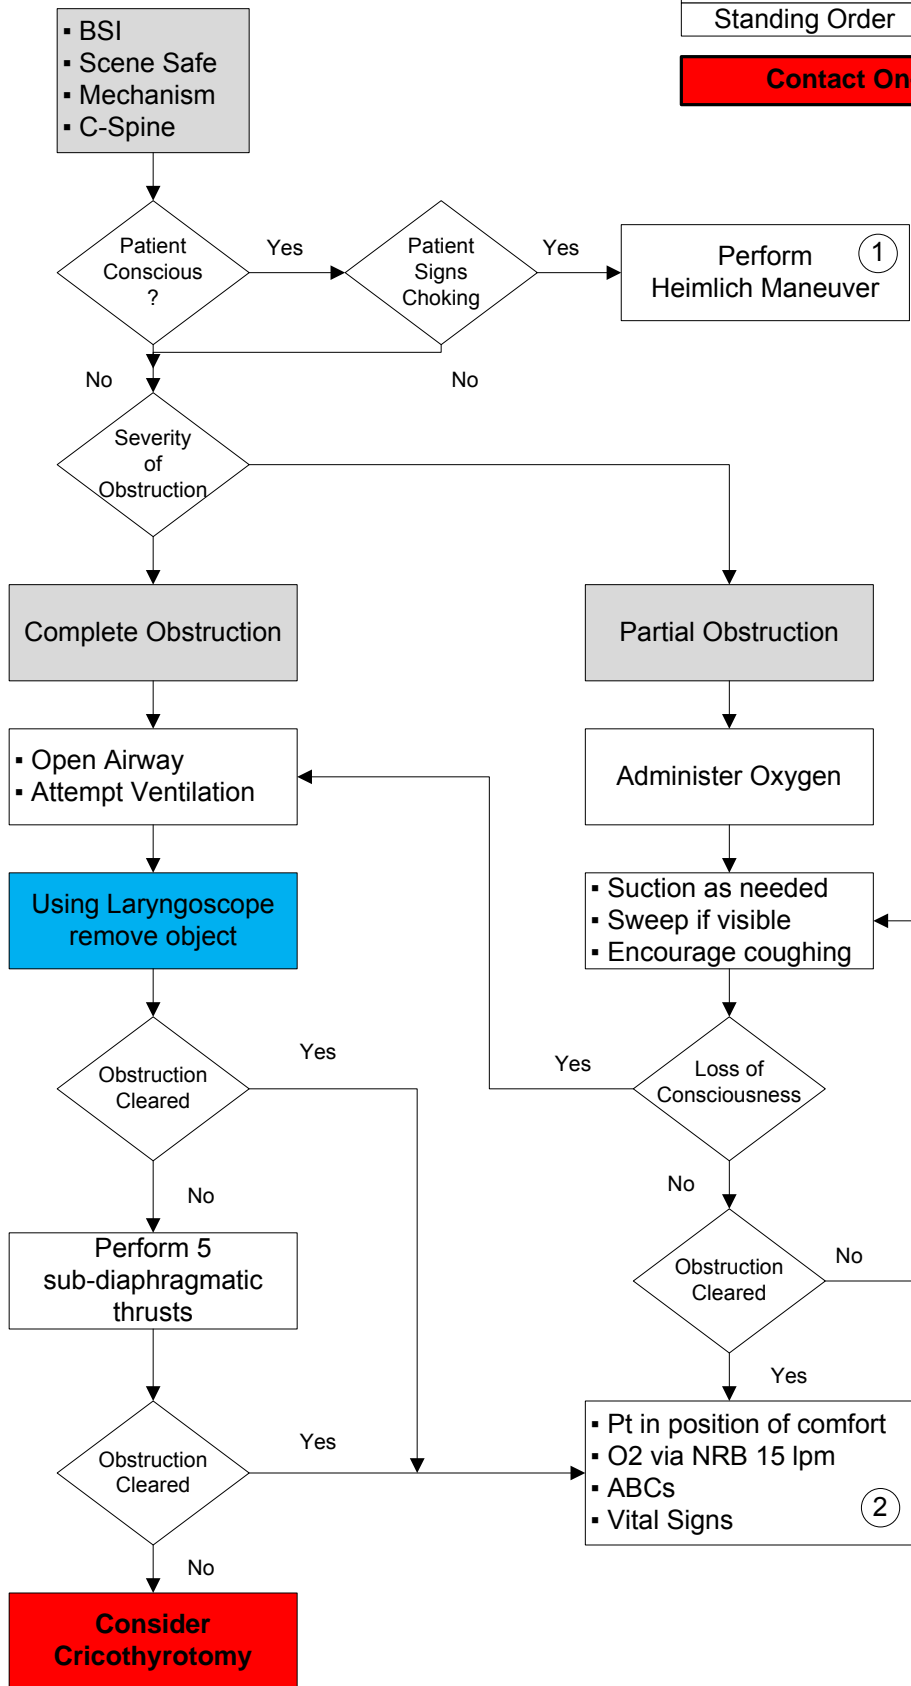 Standing Order
Contact On
▪ BSI
▪ Scene Safe
▪ Mechanism
▪ C-Spine
Patient
Conscious
?
Yes
Patient
Signs
Choking
Yes
Perform
Heimlich Maneuver
1
No
No
Severity
of
Obstruction
Complete Obstruction
Partial Obstruction
▪ Open Airway
▪ Attempt Ventilation
Administer Oxygen
Using Laryngoscope
remove object
▪ Suction as needed
▪ Sweep if visible
▪ Encourage coughing
Obstruction
Cleared
Yes
Yes
Loss of
Consciousness
No
No
Perform 5
sub-diaphragmatic
thrusts
Obstruction
Cleared
No
Yes
Obstruction
Cleared
Yes
▪ Pt in position of comfort
▪ O2 via NRB 15 lpm
▪ ABCs
▪ Vital Signs
2
No
Consider
Cricothyrotomy